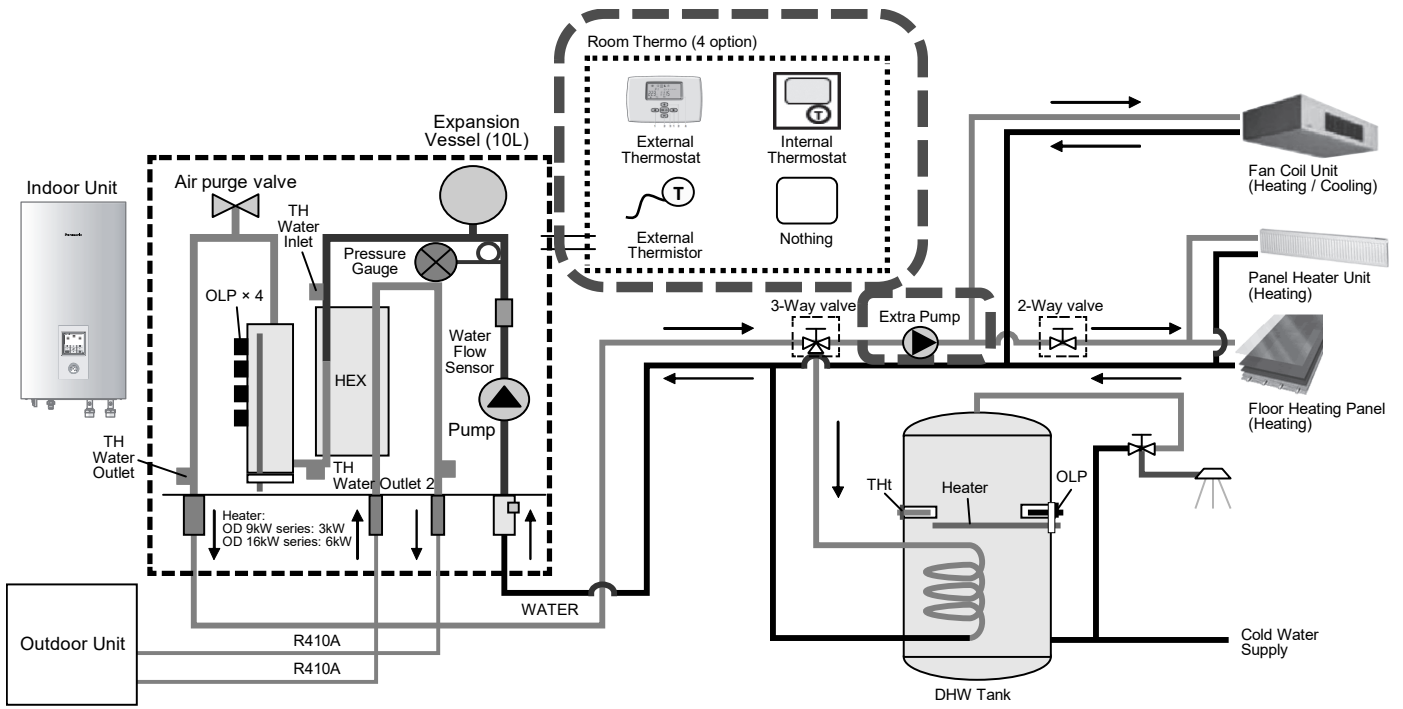 Room Thermo (4 option)
External
Thermostat
Internal
Thermostat
T
T
External
Thermistor
Nothing
Indoor Unit
Panasonic
Expansion
Vessel (10L)
Air purge valve
TH
Water
Inlet
Pressure
Gauge
OLP × 4
HEX
Water
Flow
Sensor
Pump
TH
Water
Outlet
TH
Water Outlet 2
Heater:
OD 9kW series: 3kW
OD 16kW series: 6kW
Outdoor Unit
WATER
R410A
R410A
3-Way valve
Extra Pump
2-Way valve
Fan Coil Unit
(Heating / Cooling)
Panel Heater Unit
(Heating)
Floor Heating Panel
(Heating)
THt
Heater
OLP
Cold Water
Supply
DHW Tank